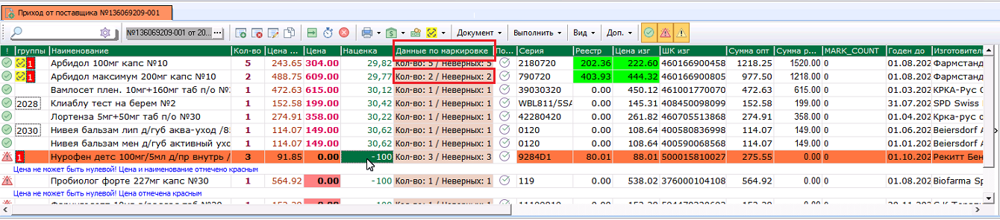 Приход от поставщика №136069209-001
№136069209-001 от 20... Документ Выполнить Вид Доп.
! группы Наименование Кол-во Цена ... Цена Наценка Данные по маркировке По... Серия Реестр Цена изг ШК изг Сумма опт Сумма р... MARK_COUNT Годен до Изготовител
1 Арбидол 100мг капс №10 5 243.65 304.00 29,82 Кол-во: 5 / Неверных: 5 2180720 202.36 222.60 460166900458 1218.25 1520.00 0 01.08.202 Фармстанд
1 Арбидол максимум 200мг капс №10 2 488.75 609.00 29,77 Кол-во: 2 / Неверных: 2 790720 403.93 444.32 460166900805 977.50 1218.00 0 01.08.202 Фармстанд
Вамлосет плен. 10мг+160мг таб п/о №3 1 472.63 615.00 30,12 Кол-во: 1 / Неверных: 1 39030320 0.00 450.12 461001770070 472.63 615.00 0 01.03.202 КРКА-Рус С
2028 Клиаблу тест на берем №2 1 152.58 199.00 30,42 Кол-во: 1 / Неверных: 1 WBL811/5SA 0.00 145.31 408450098099 152.58 199.00 0 31.07.202 SPD Swiss
Лортенза 5мг+50мг таб п/о №30 1 274.91 358.00 30,22 Кол-во: 1 / Неверных: 1 42280420 0.00 261.82 460705513868 274.91 358.00 0 01.04.202 Крка-рус с
2030 Нивея бальзам лип д/губ аква-уход /85 1 114.07 149.00 30,62 Кол-во: 1 / Неверных: 1 0120 0.00 108.64 400580836998 114.07 149.00 0 01.06.202 Beiersdorf A
Нивея бальзам мен д/губ активный ухо 1 114.07 149.00 30,62 Кол-во: 1 / Неверных: 1 0120 0.00 108.64 400590068568 114.07 149.00 0 01.01.202 Beiersdorf A
1 Нурофен детс 100мг/5мл д/пр внутрь / 3 91.85 0.00 -100 Кол-во: 3 / Неверных: 3 9284D1 80.01 88.01 500015810027 275.55 0.00 0 01.10.202 Рекитт Бен
Цена не может быть нулевой! Цена и наименование отмечено красным
Пробиолог форте 227мг капс №30 1 564.92 0.00 -100 Кол-во: 1 / Неверных: 1 119 0.00 538.02 376000104108 564.92 0.00 0 01.08.202 Biofarma Sp
Цена не может быть нулевой! Цена отмечена красным